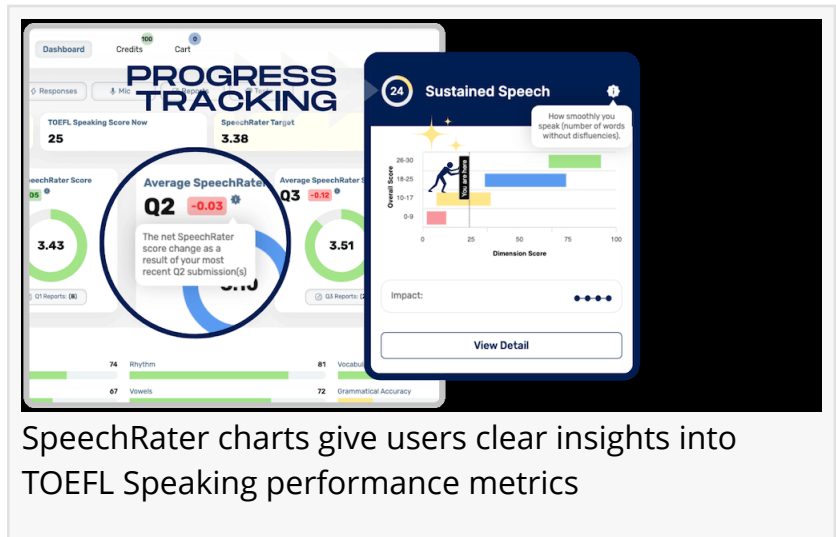 100
0
Dashboard
Credits
Cart
PROGRESS
TRACKING
Responses
Mic
Reports
TOEFL Speaking Score Now
25
SpeechRater Target
3.38
SpeechRater Score
05
3.43
Q1 Reports: (8)
Average SpeechRater
Q2
-0.03
The net SpeechRater
score change as a
result of your most
recent Q2 submission(s)
Average SpeechRater
Q3
-0.12
3.51
Q3 Reports: (
74
Rhythm
81
67
Vowels
72
Grammatical Accuracy
24
Sustained Speech
How smoothly you
speak (number of words
without disfluencies).
Overall Score
26-30
18-25
10-17
0-9
You are here
0
25
50
75
100
Dimension Score
Impact:
View Detail
SpeechRater charts give users clear insights into
TOEFL Speaking performance metrics